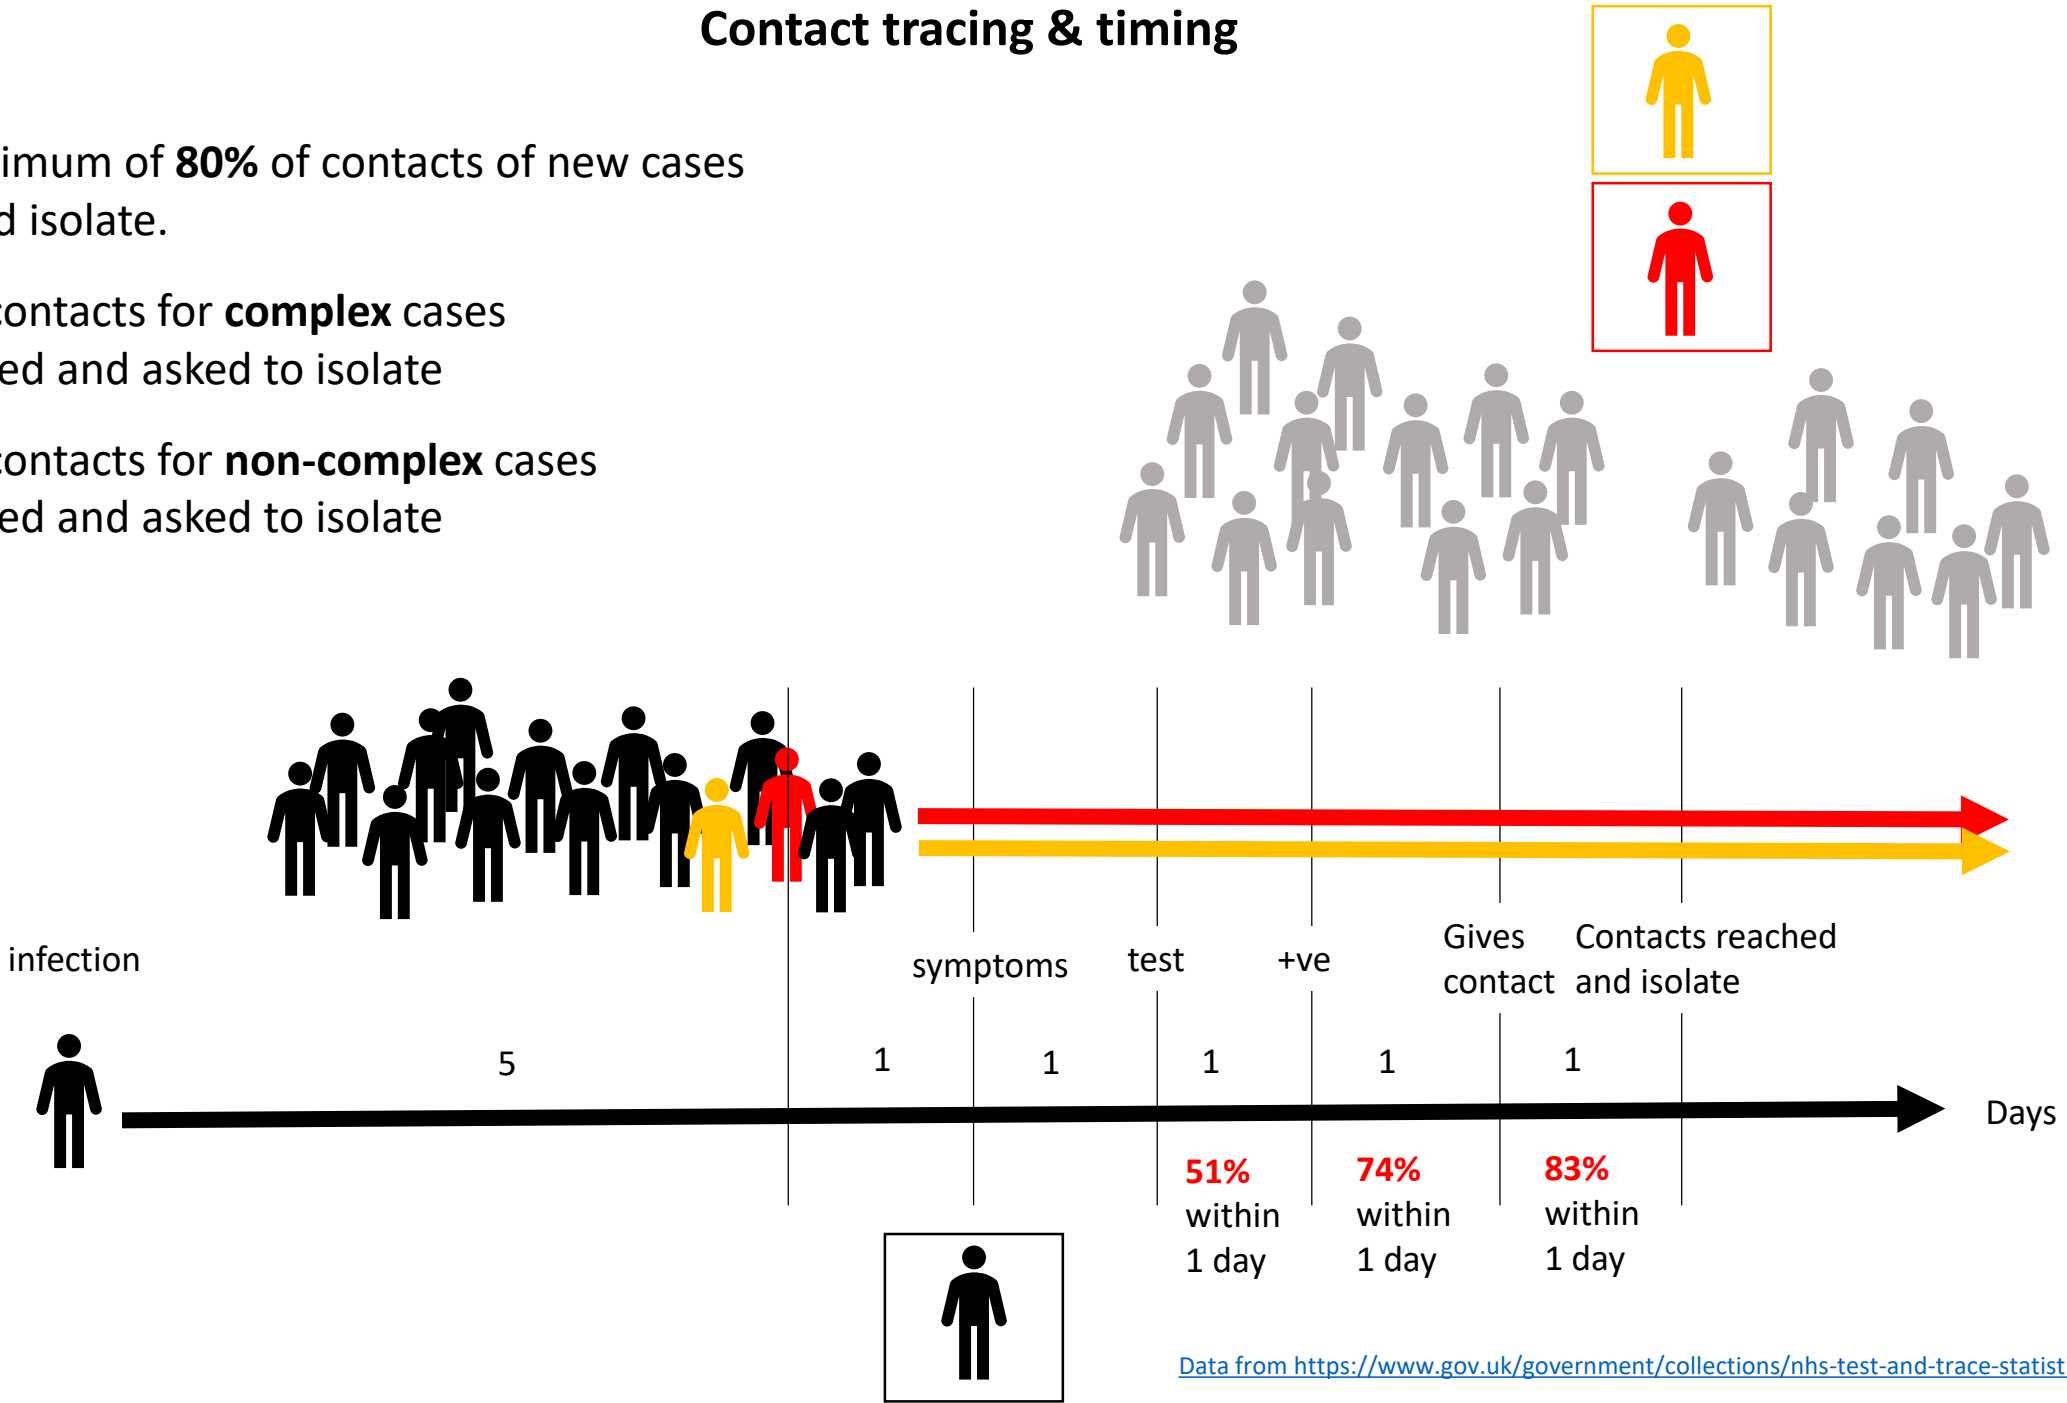 Contact tracing & timing
imum of 80% of contacts of new cases
d isolate.
contacts for complex cases
ed and asked to isolate
contacts for non-complex cases
ed and asked to isolate
infection
symptoms
test
+ve
Gives
contact
Contacts reached
and isolate
5
1
1
1
1
1
Days
51%
within
1 day
74%
within
1 day
83%
within
1 day
Data from https://www.gov.uk/government/collections/nhs-test-and-trace-statist